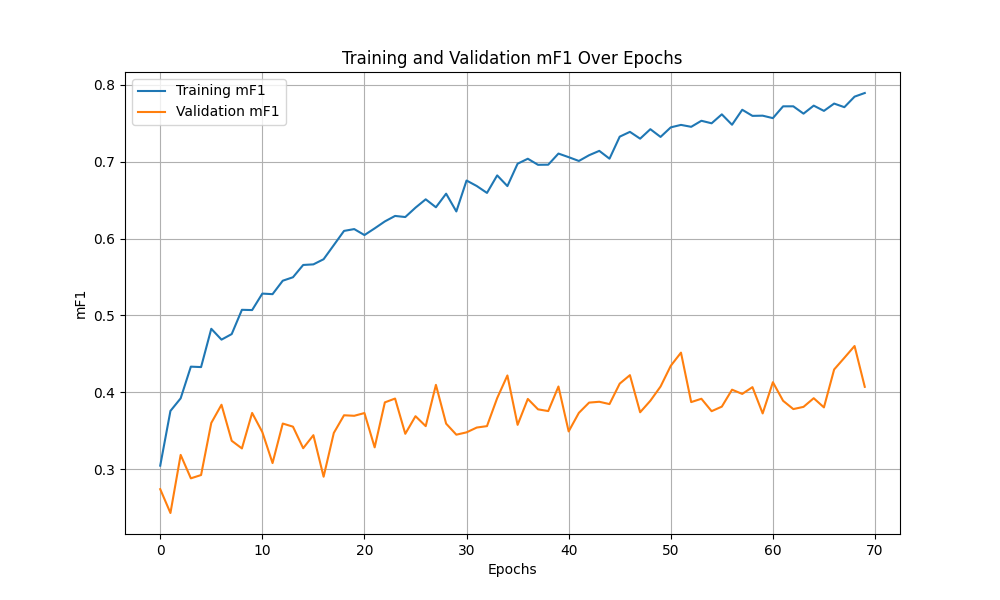 Training and Validation mF1 Over Epochs
Training mF1
Validation mF1
mF1
0.8
0.7
0.6
0.5
0.4
0.3
0 10 20 30 40 50 60 70
Epochs